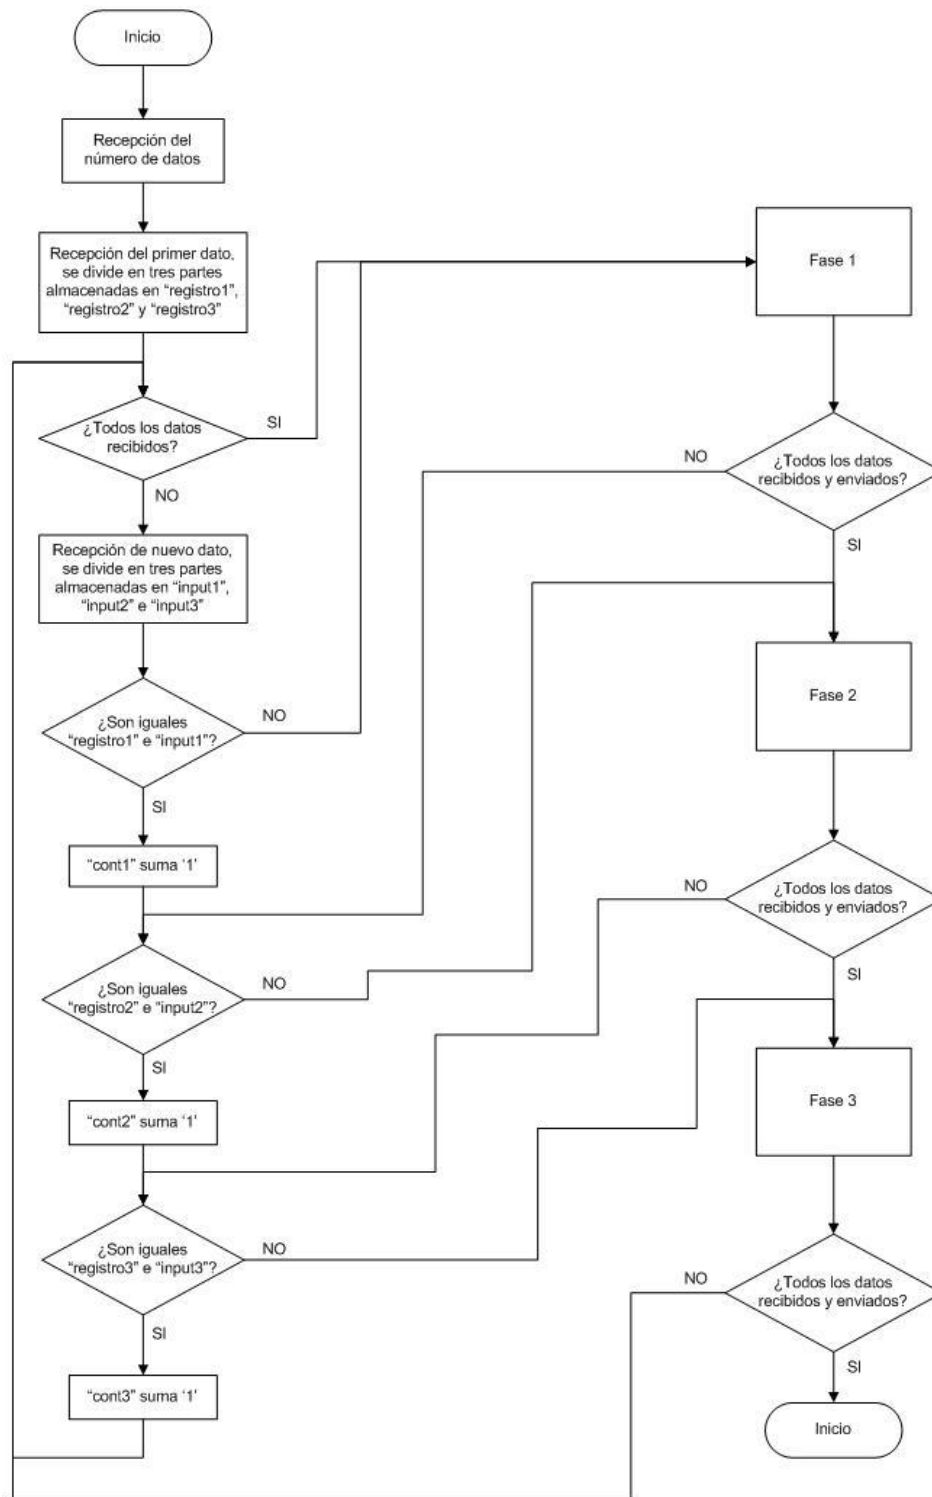 Inicio
Recepción del
número de datos
Recepción del primer dato,
se divide en tres partes
almacenadas en “registro1”,
“registro2” y “registro3”
¿Todos los datos
recibidos?
SI
NO
Recepción de nuevo dato,
se divide en tres partes
almacenadas en “input1”,
“input2” e “input3”
¿Son iguales
“registro1” e “input1”?
NO
SI
“cont1” suma ‘1’
¿Son iguales
“registro2” e “input2”?
NO
SI
“cont2” suma ‘1’
¿Son iguales
“registro3” e “input3”?
NO
SI
“cont3” suma ‘1’
Fase 1
¿Todos los datos
recibidos y enviados?
NO
SI
Fase 2
¿Todos los datos
recibidos y enviados?
NO
SI
Fase 3
¿Todos los datos
recibidos y enviados?
NO
SI
Inicio